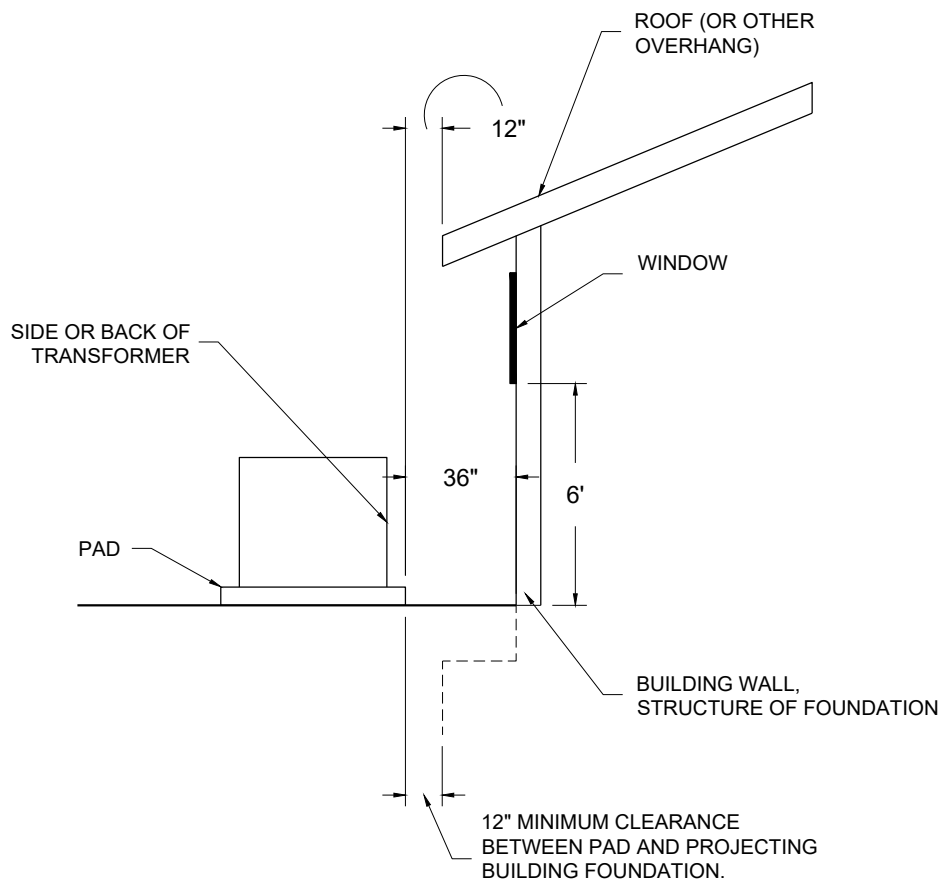 ROOF (OR OTHER
OVERHANG)
12"
WINDOW
SIDE OR BACK OF
TRANSFORMER
36"
6'
PAD
BUILDING WALL,
STRUCTURE OF FOUNDATION
12" MINIMUM CLEARANCE
BETWEEN PAD AND PROJECTING
BUILDING FOUNDATION.